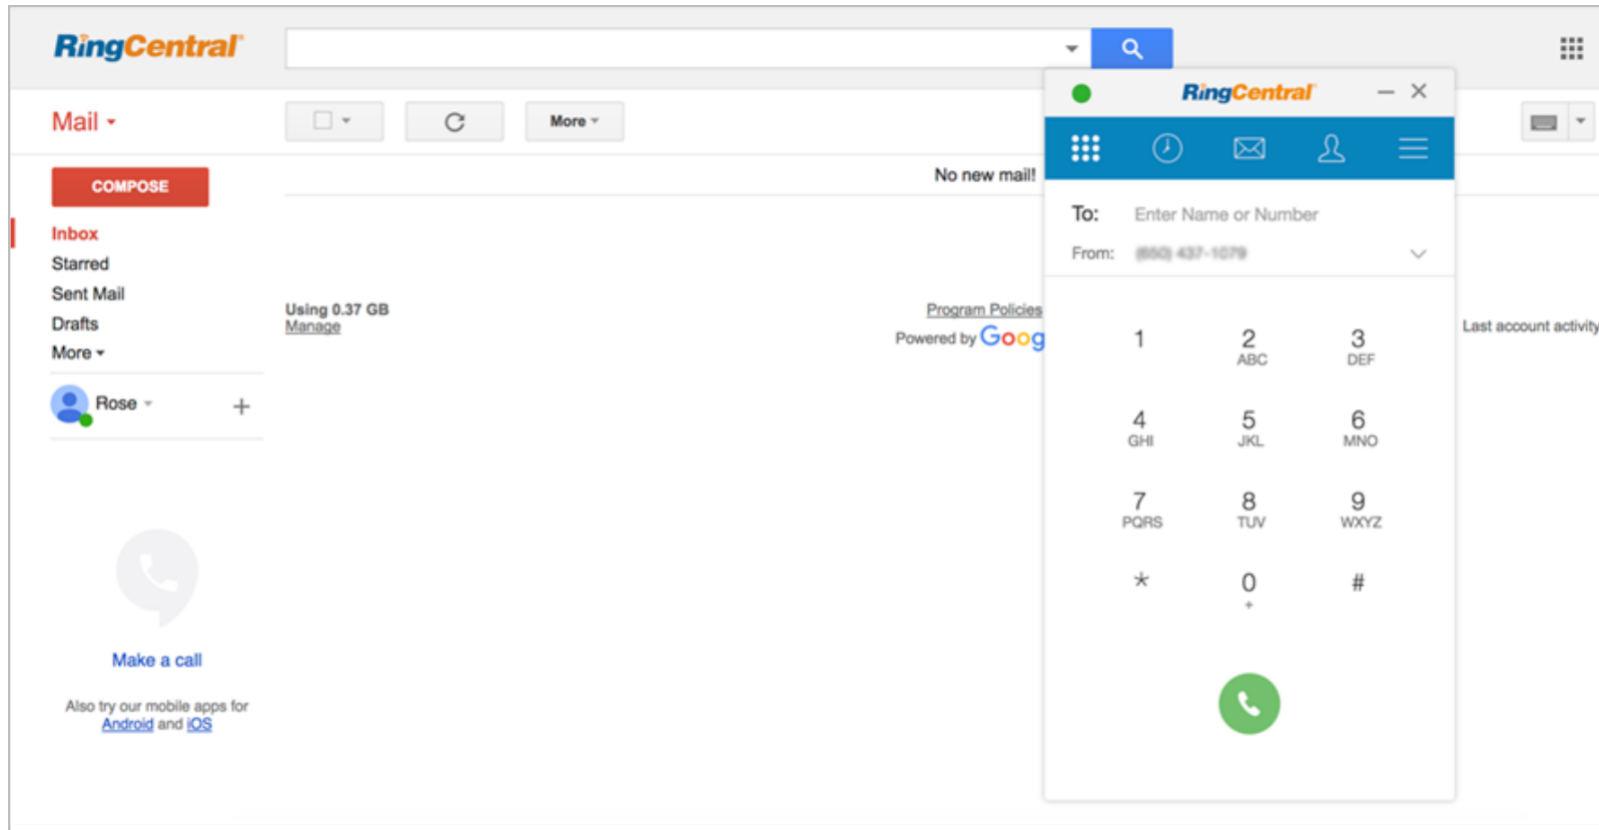 RingCentral
Mail
More
COMPOSE
No new mail!
Inbox
Starred
Sent Mail
Drafts
More
Using 0.37 GB
Manage
Program Policies
Powered by Goog
Last account activity
Rose
Make a call
Also try our mobile apps for
Android and iOS
RingCentral
To: Enter Name or Number
From:
1 2 3
ABC DEF
4 5 6
GHI JKL MNO
7 8 9
PQRS TUV WXYZ
* 0 #
+